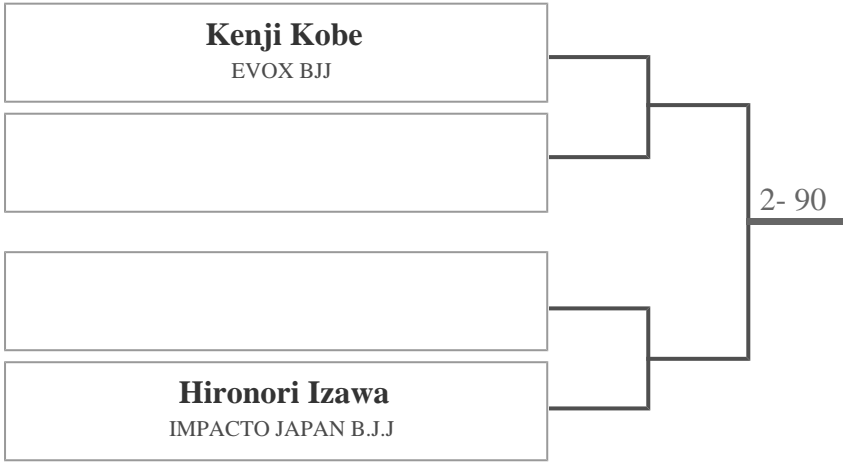 Kenji Kobe
EVOX BJJ
2- 90
Hironori Izawa
IMPACTO JAPAN B.J.J